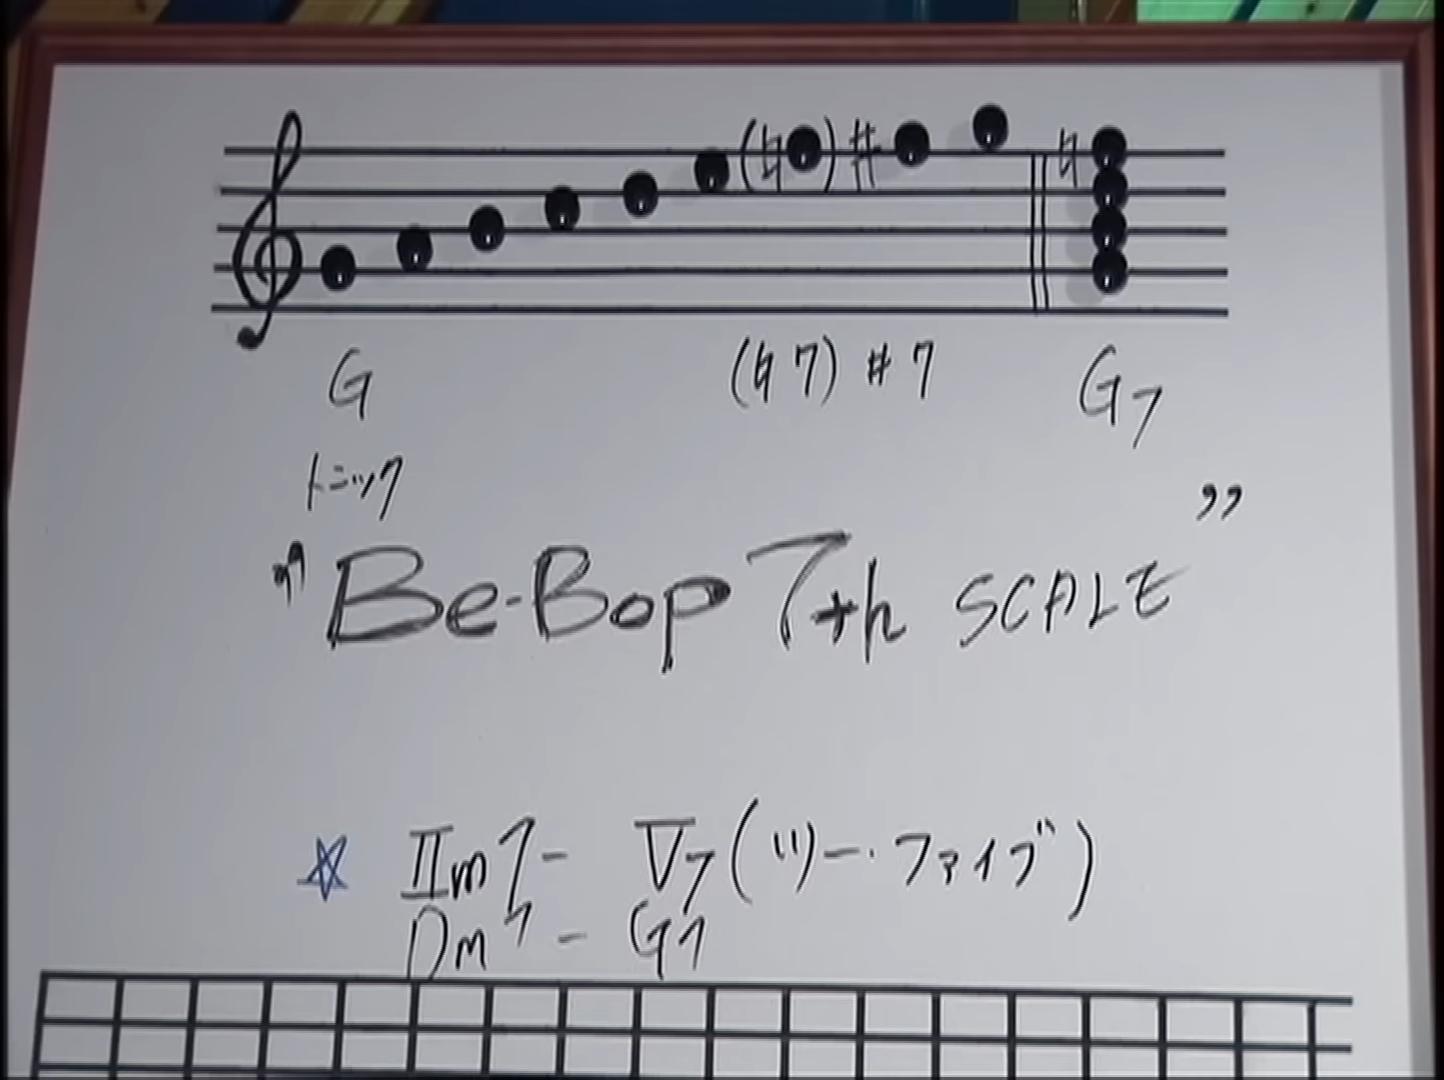 (♮ ♯ ♮
G (♮7) #7 G7
トニック
"Be-Bop 7th SCALE"
☆ IIm7- V7(ツー・ファイブ)
Dm7 - G7